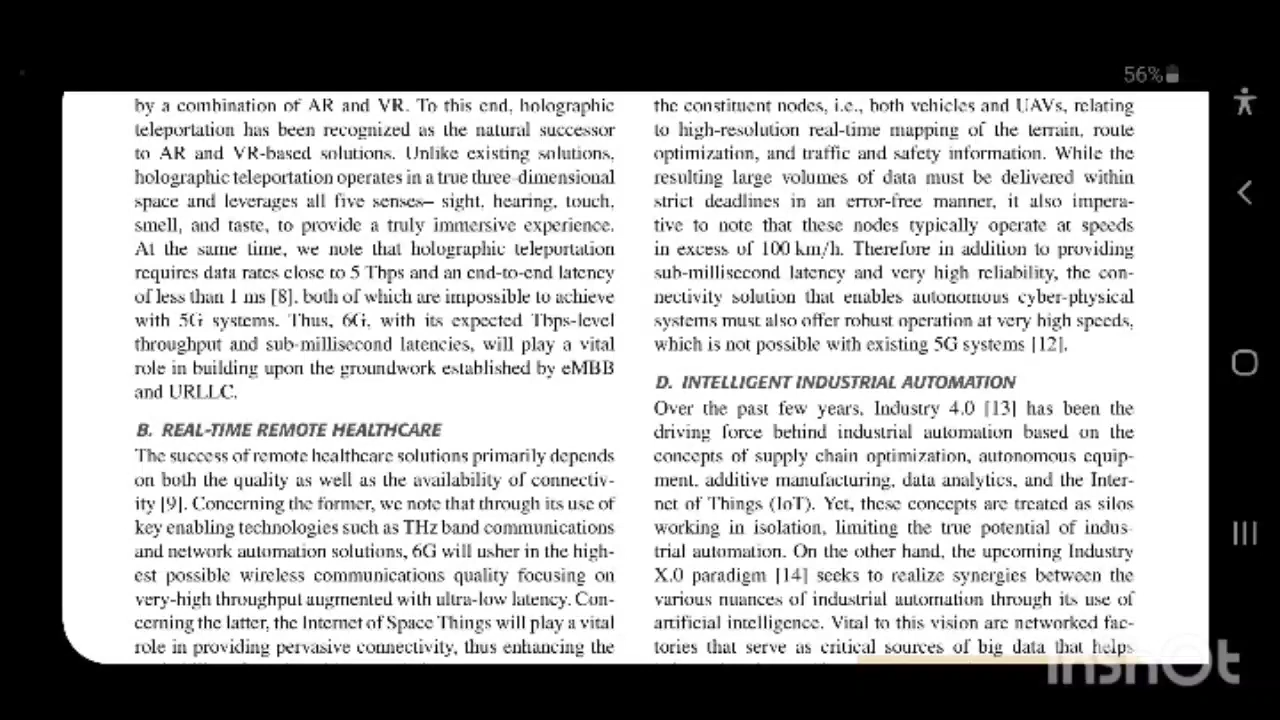 56%
by a combination of AR and VR. To this end, holographic
teleportation has been recognized as the natural successor
to AR and VR-based solutions. Unlike existing solutions,
holographic teleportation operates in a true three-dimensional
space and leverages all five senses– sight, hearing, touch,
smell, and taste, to provide a truly immersive experience.
At the same time, we note that holographic teleportation
requires data rates close to 5 Tbps and an end-to-end latency
of less than 1 ms [8], both of which are impossible to achieve
with 5G systems. Thus, 6G, with its expected Tbps-level
throughput and sub-millisecond latencies, will play a vital
role in building upon the groundwork established by eMBB
and URLLC.
B. REAL-TIME REMOTE HEALTHCARE
The success of remote healthcare solutions primarily depends
on both the quality as well as the availability of connectiv-
ity [9]. Concerning the former, we note that through its use of
key enabling technologies such as THz band communications
and network automation solutions, 6G will usher in the high-
est possible wireless communications quality focusing on
very-high throughput augmented with ultra-low latency. Con-
cerning the latter, the Internet of Space Things will play a vital
role in providing pervasive connectivity, thus enhancing the
the constituent nodes, i.e., both vehicles and UAVs, relating
to high-resolution real-time mapping of the terrain, route
optimization, and traffic and safety information. While the
resulting large volumes of data must be delivered within
strict deadlines in an error-free manner, it also impera-
tive to note that these nodes typically operate at speeds
in excess of 100 km/h. Therefore in addition to providing
sub-millisecond latency and very high reliability, the con-
nectivity solution that enables autonomous cyber-physical
systems must also offer robust operation at very high speeds,
which is not possible with existing 5G systems [12].
D. INTELLIGENT INDUSTRIAL AUTOMATION
Over the past few years, Industry 4.0 [13] has been the
driving force behind industrial automation based on the
concepts of supply chain optimization, autonomous equip-
ment, additive manufacturing, data analytics, and the Inter-
net of Things (IoT). Yet, these concepts are treated as silos
working in isolation, limiting the true potential of indus-
trial automation. On the other hand, the upcoming Industry
X.0 paradigm [14] seeks to realize synergies between the
various nuances of industrial automation through its use of
artificial intelligence. Vital to this vision are networked fac-
tories that serve as critical sources of big data that helps
InShOt